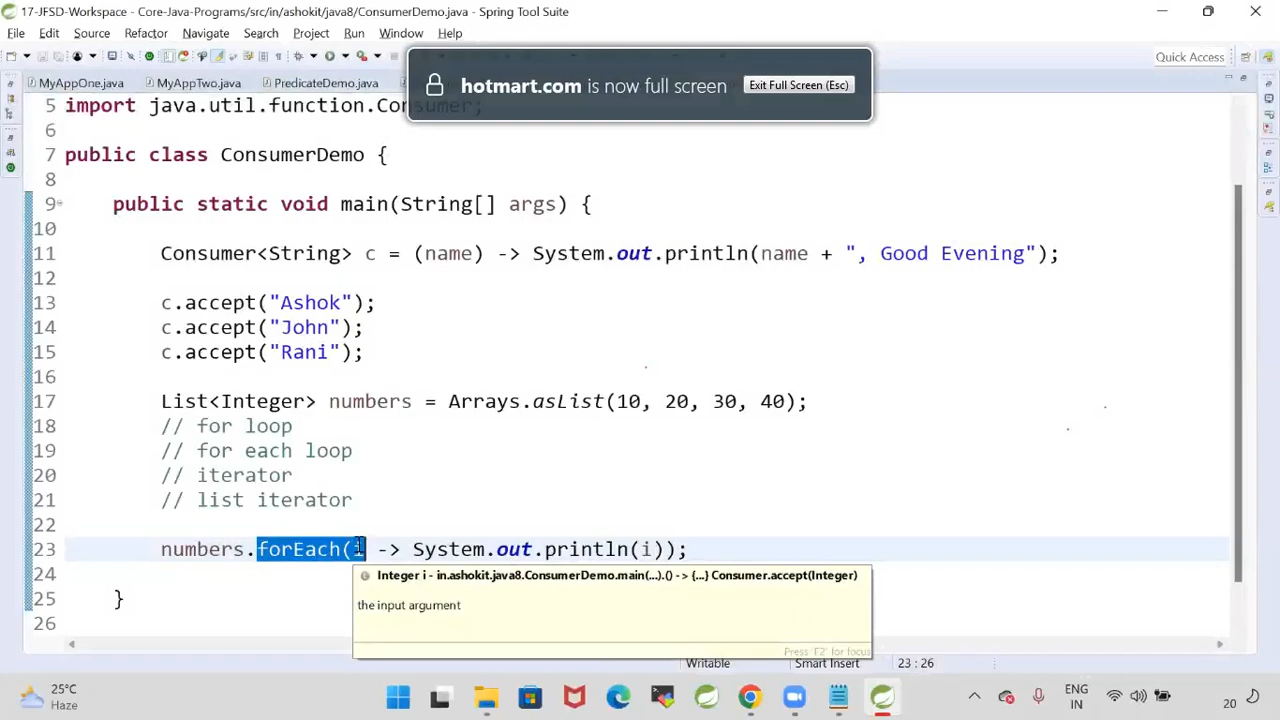 17-JFSD-Workspace - Core-Java-Programs/src/in/ashokit/java8/ConsumerDemo.java - Spring Tool Suite
File Edit Source Refactor Navigate Search Project Run Window Help
Quick Access
hotmart.com is now full screen Exit Full Screen (Esc)
MyAppOne.java MyAppTwo.java PredicateDemo.java
5 import java.util.function.Consumer;
6
7 public class ConsumerDemo {
8
9 public static void main(String[] args) {
10
11 Consumer<String> c = (name) -> System.out.println(name + ", Good Evening");
12
13 c.accept("Ashok");
14 c.accept("John");
15 c.accept("Rani");
16
17 List<Integer> numbers = Arrays.asList(10, 20, 30, 40);
18 // for loop
19 // for each loop
20 // iterator
21 // list iterator
22
23 numbers.forEach(i -> System.out.println(i));
24
Integer i - in.ashokit.java8.ConsumerDemo.main(...).() -> {...} Consumer.accept(Integer)
25 }
the input argument
26
Press 'F2' for focus
Writable Smart Insert 23 : 26
25°C
Haze
ENG
IN
20